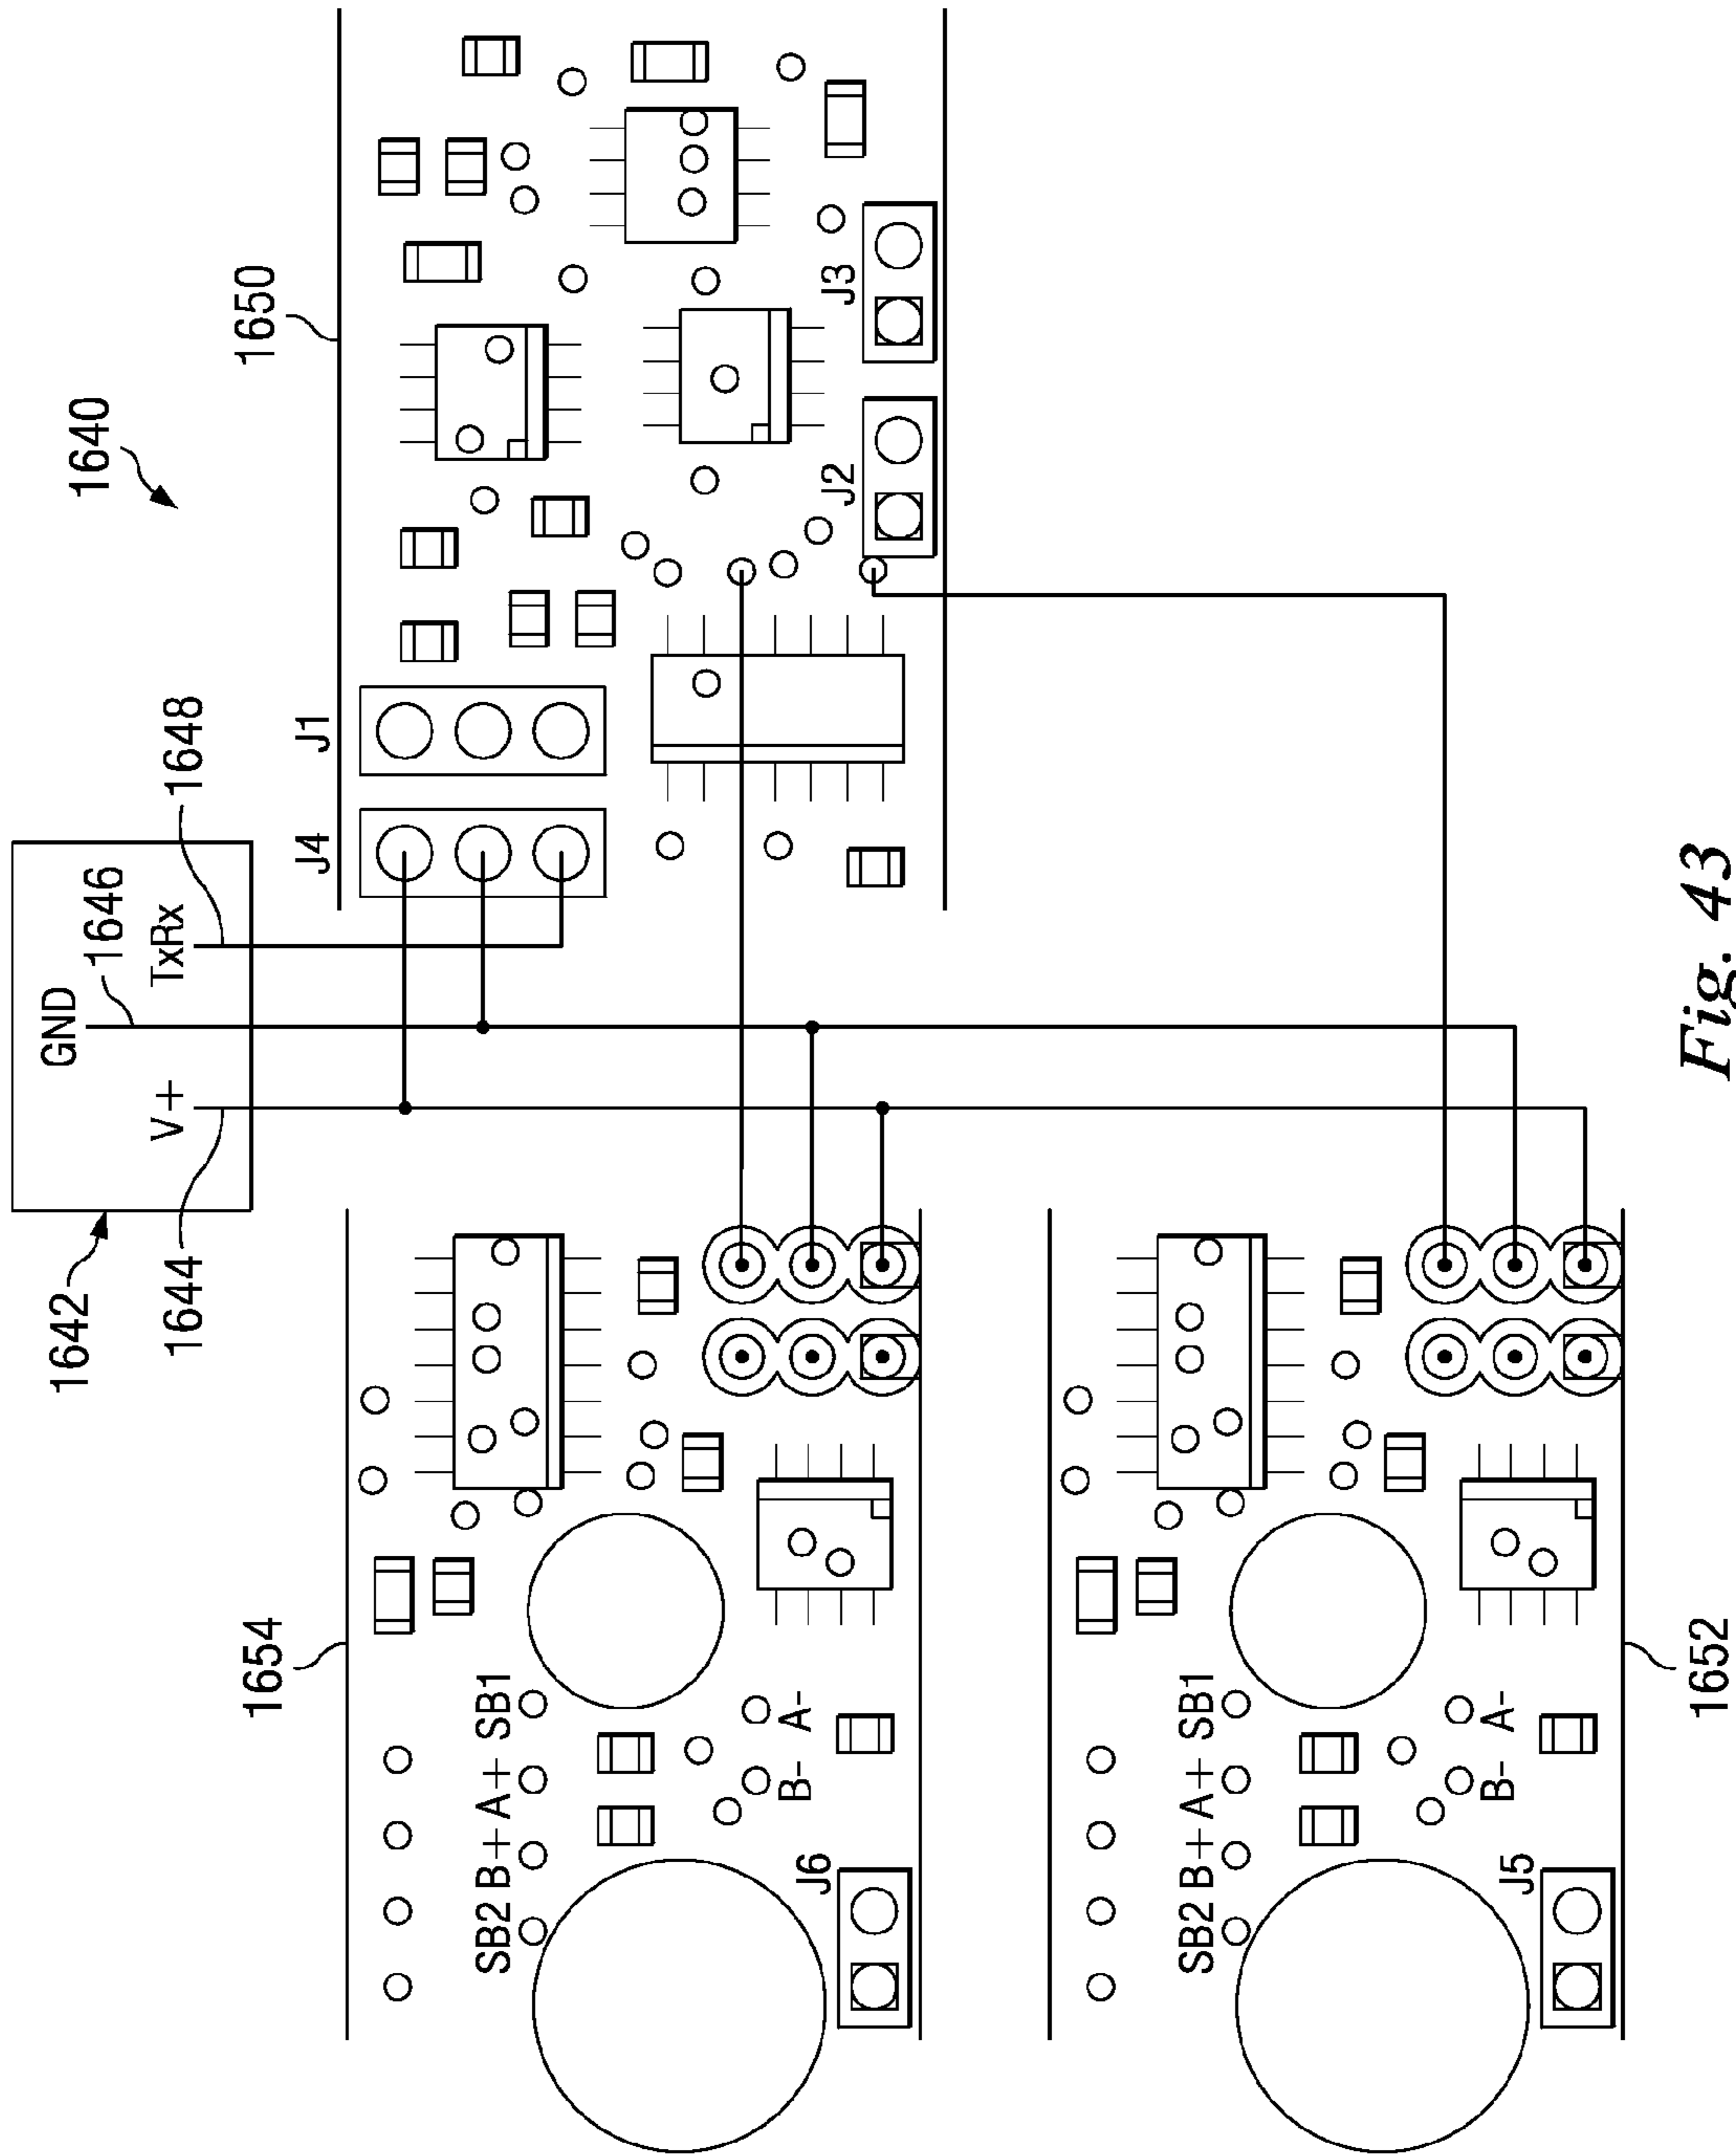 1640
1642
GND
1646
V+
TxRx
1644
1648
1650
J4
J1
J2
J3
1654
SB2 B+ A+ SB1
B- A-
J6
SB2 B+ A+ SB1
B- A-
J5
1652
Fig. 43